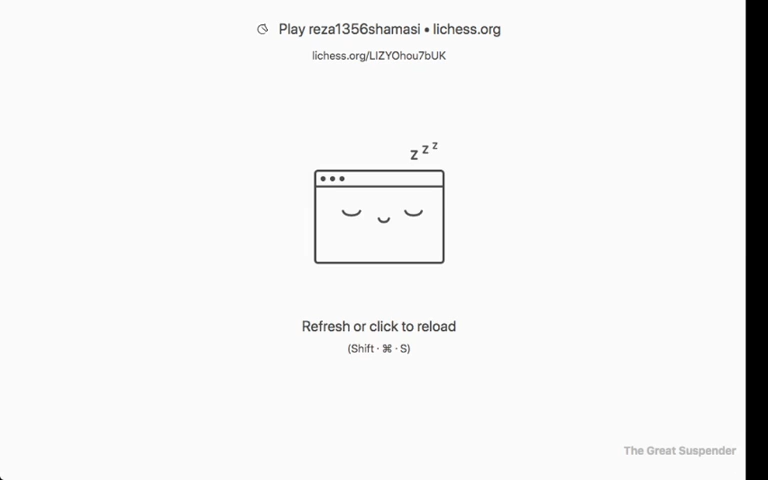 Play reza1356shamasi • lichess.org
lichess.org/LIZYOhou7bUK
z z z
Refresh or click to reload
(Shift · ⌘ · S)
The Great Suspender